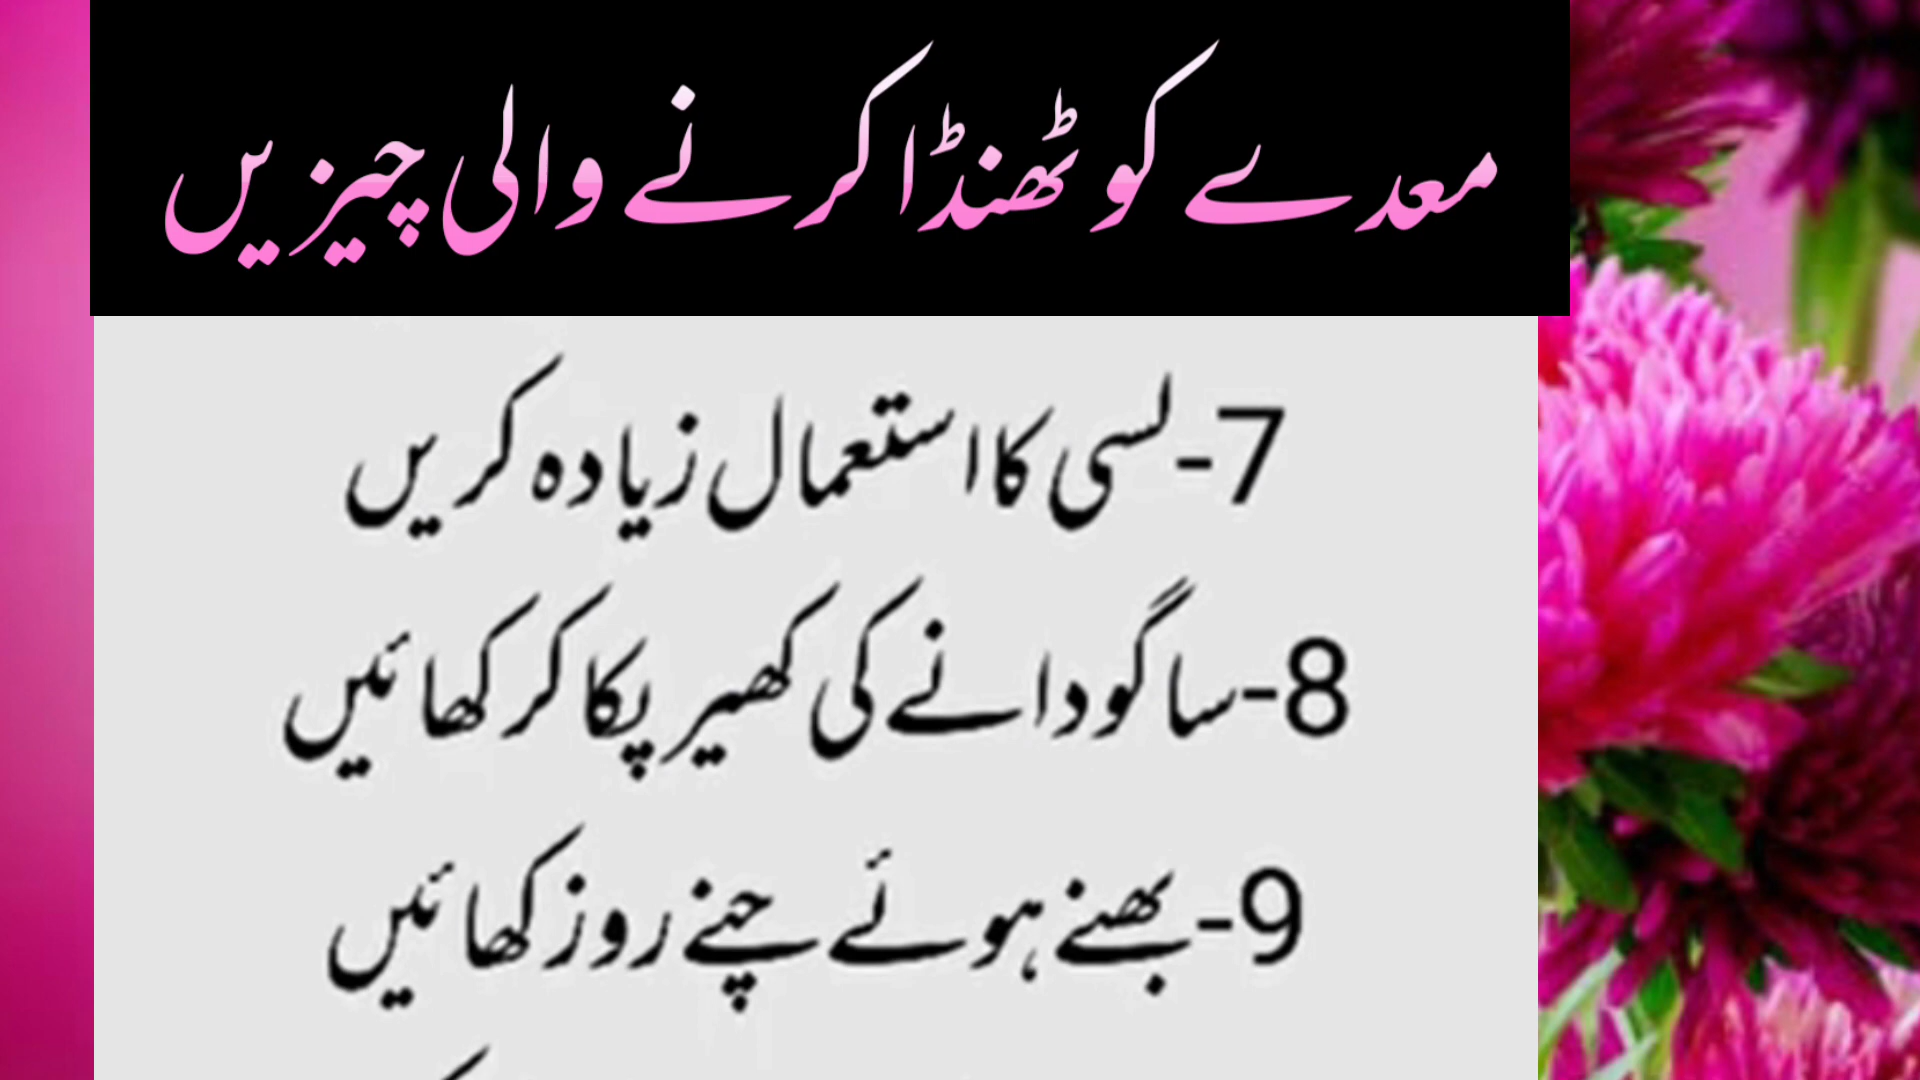 معدے کو ٹھنڈا کرنے والی چیزیں
7-لسی کا استعمال زیادہ کریں
8-ساگودانے کی کھیر پکا کر کھائیں
9-بھنے ہوئے چنے روز کھائیں